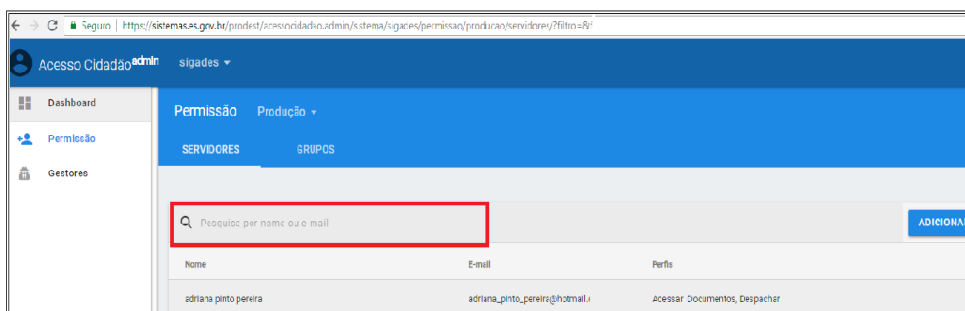 Seguro | https://sistemas.es.gov.br/prodest/acessocidadao.admin/sistema/sigades/permissao/producao/servidores/?filtro=&
Acesso Cidadão admin sigades
Dashboard
Permissão Produção
Permissão
SERVIDORES GRUPOS
Gestores
Pesquise por nome ou e-mail
ADICIONA
Nome E-mail Perfis
adriana pinto pereira adriana_pinto_pereira@hotmail. Acessar Documentos, Despachar